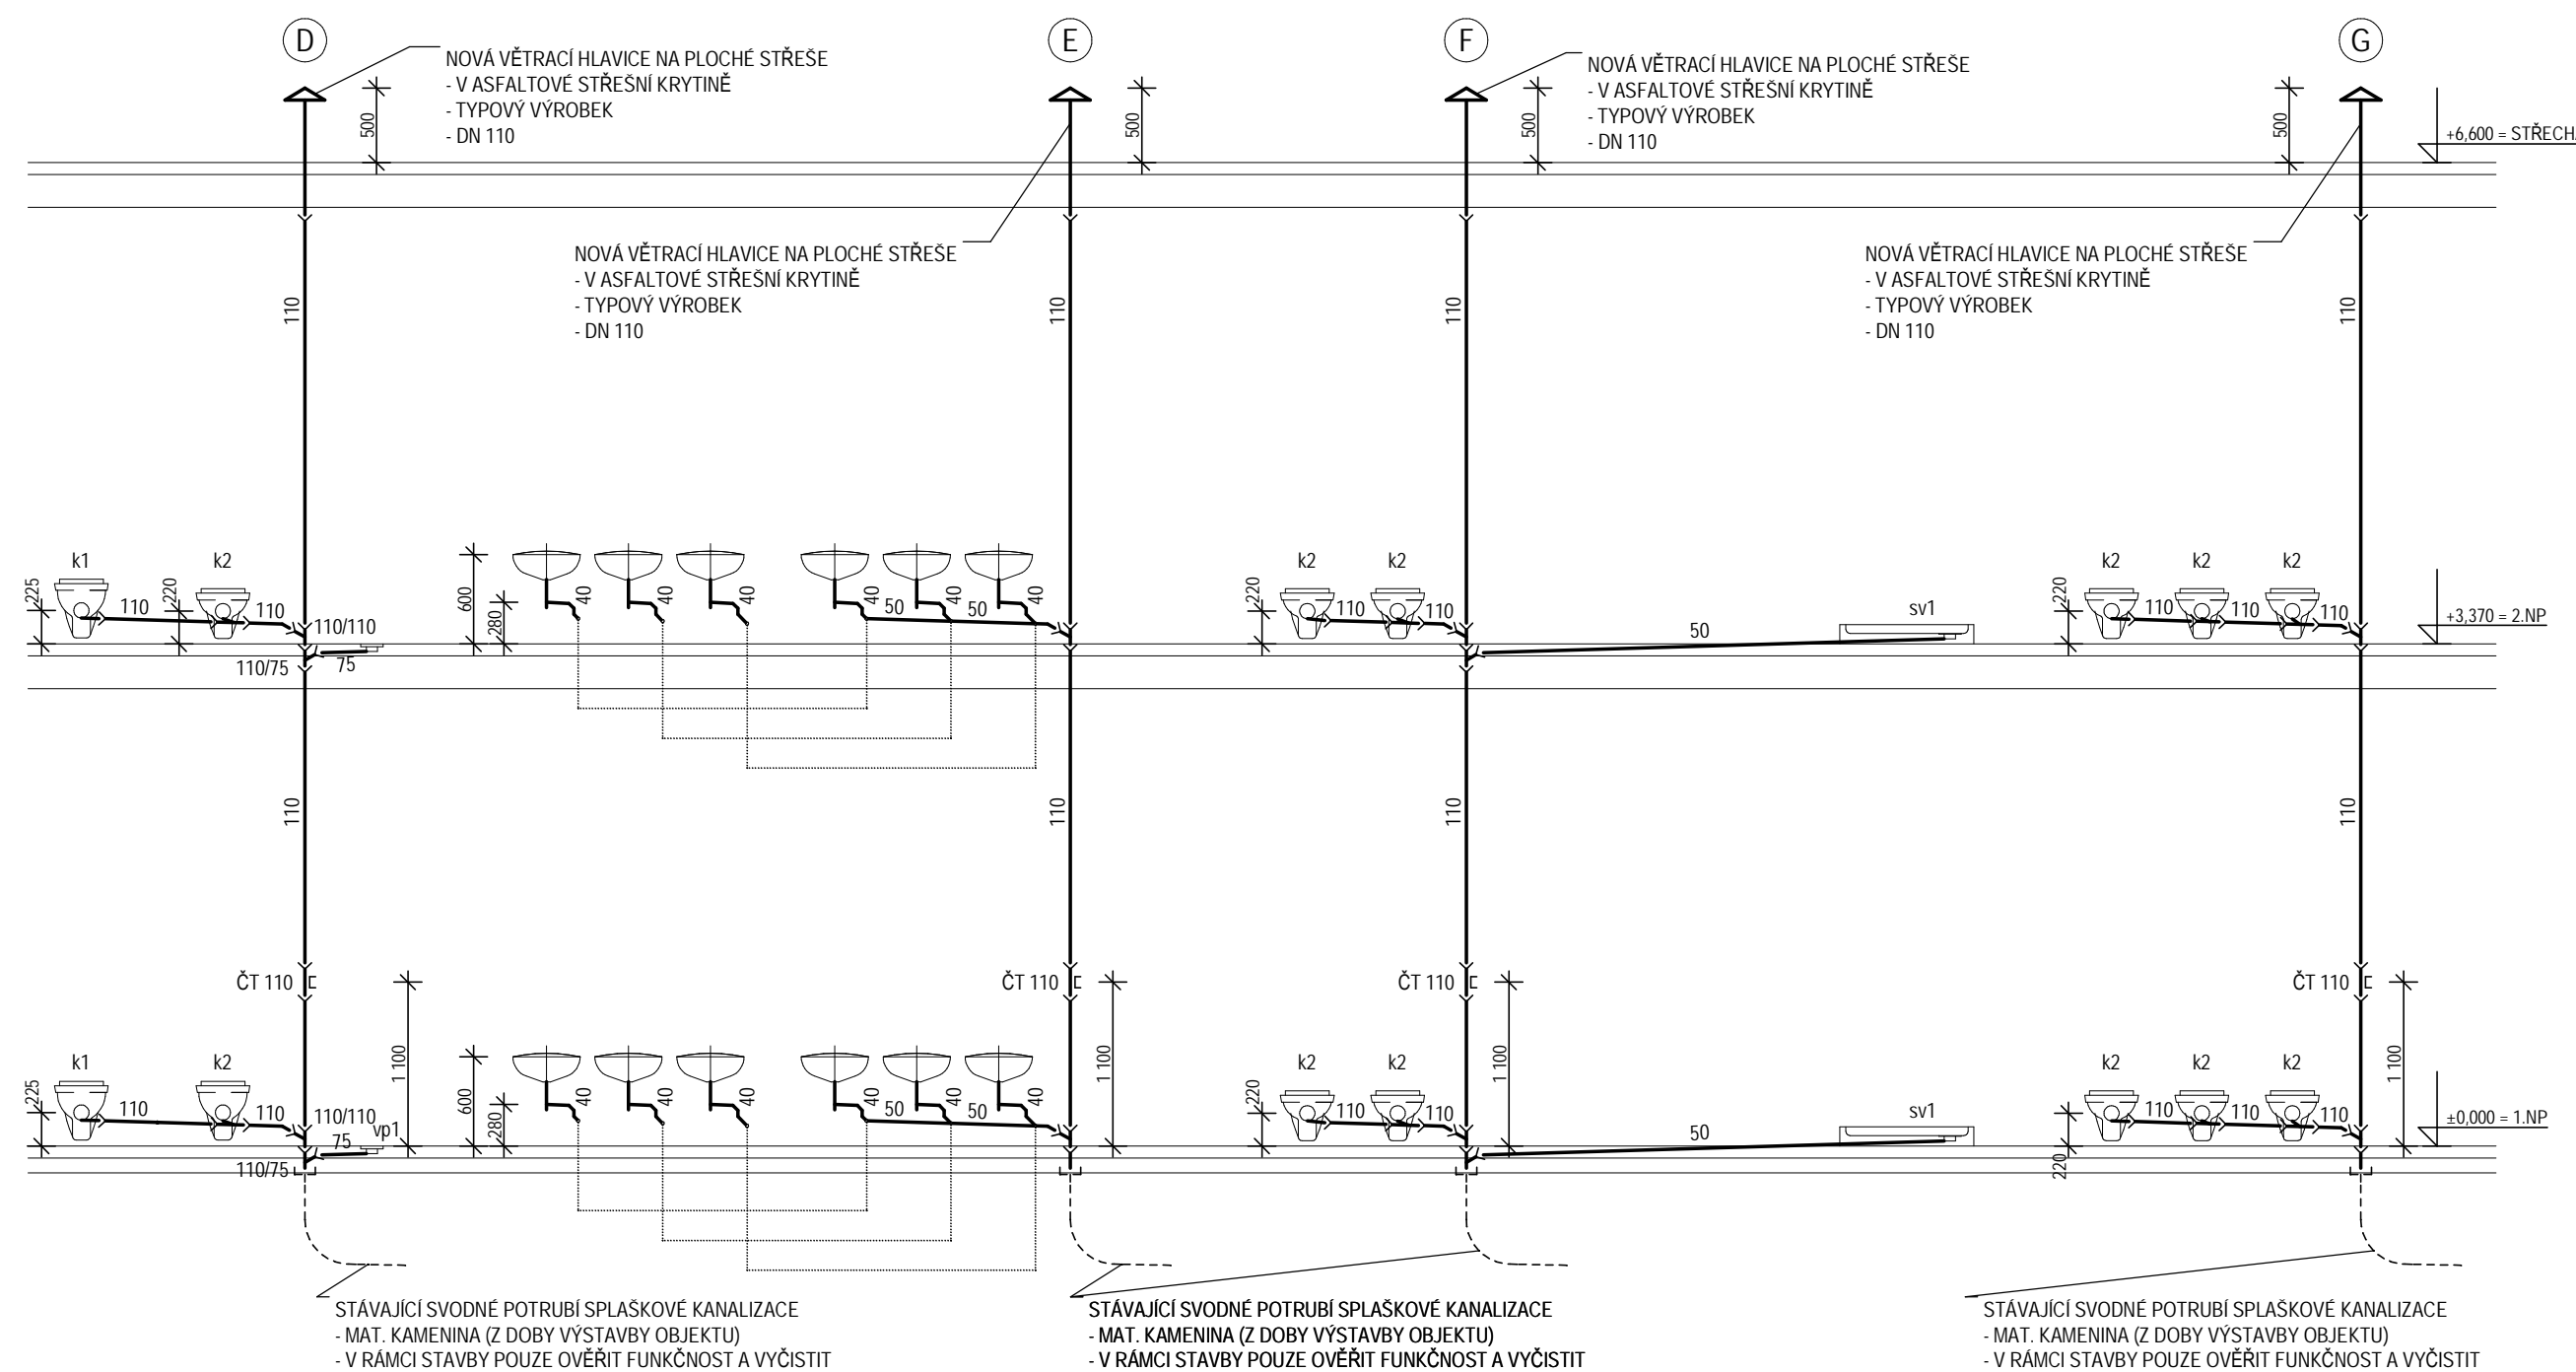 D
E
F
G
NOVÁ VĚTRACÍ HLAVICE NA PLOCHÉ STŘEŠE
- V ASFALTOVÉ STŘEŠNÍ KRYTINĚ
- TYPOVÝ VÝROBEK
- DN 110
NOVÁ VĚTRACÍ HLAVICE NA PLOCHÉ STŘEŠE
- V ASFALTOVÉ STŘEŠNÍ KRYTINĚ
- TYPOVÝ VÝROBEK
- DN 110
500
500
500
500
+6,600 = STŘECHA
NOVÁ VĚTRACÍ HLAVICE NA PLOCHÉ STŘEŠE
- V ASFALTOVÉ STŘEŠNÍ KRYTINĚ
- TYPOVÝ VÝROBEK
- DN 110
NOVÁ VĚTRACÍ HLAVICE NA PLOCHÉ STŘEŠE
- V ASFALTOVÉ STŘEŠNÍ KRYTINĚ
- TYPOVÝ VÝROBEK
- DN 110
110
110
110
110
k1
k2
k2
k2
k2
k2
k2
225
110
220
110
110/110
600
280
40
40
40
40
50
40
50
40
220
110
110
50
sv1
220
110
110
110
+3,370 = 2.NP
110/75
75
110
110
110
110
ČT 110
ČT 110
ČT 110
ČT 110
1 100
1 100
1 100
1 100
k1
k2
k2
k2
k2
k2
k2
225
110
110
110/110
75
vp1
110/75
600
280
40
40
40
40
50
40
50
40
220
110
110
50
sv1
220
110
110
110
±0,000 = 1.NP
STÁVAJÍCÍ SVODNÉ POTRUBÍ SPLAŠKOVÉ KANALIZACE
- MAT. KAMENINA (Z DOBY VÝSTAVBY OBJEKTU)
- V RÁMCI STAVBY POUZE OVĚŘIT FUNKČNOST A VYČISTIT
STÁVAJÍCÍ SVODNÉ POTRUBÍ SPLAŠKOVÉ KANALIZACE
- MAT. KAMENINA (Z DOBY VÝSTAVBY OBJEKTU)
- V RÁMCI STAVBY POUZE OVĚŘIT FUNKČNOST A VYČISTIT
STÁVAJÍCÍ SVODNÉ POTRUBÍ SPLAŠKOVÉ KANALIZACE
- MAT. KAMENINA (Z DOBY VÝSTAVBY OBJEKTU)
- V RÁMCI STAVBY POUZE OVĚŘIT FUNKČNOST A VYČISTIT